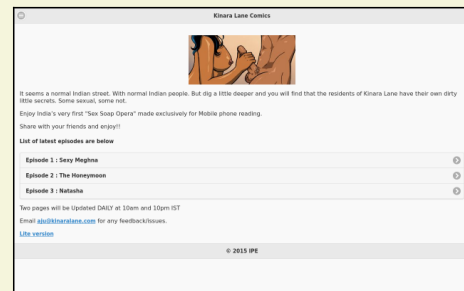 Kinara Lane Comics
It seems a normal Indian street. With normal Indian people. But dig a little deeper and you will find that the residents of Kinara Lane have their own dirty
little secrets. Some sexual, some not.
Enjoy India's very first "Sex Soap Opera" made exclusively for Mobile phone reading.
Share with your friends and enjoy!!
List of latest episodes are below
Episode 1 : Sexy Meghna
Episode 2 : The Honeymoon
Episode 3 : Natasha
Two pages will be Updated DAILY at 10am and 10pm IST
Email aju@kinaralane.com for any feedback/issues.
Lite version
© 2015 IPE